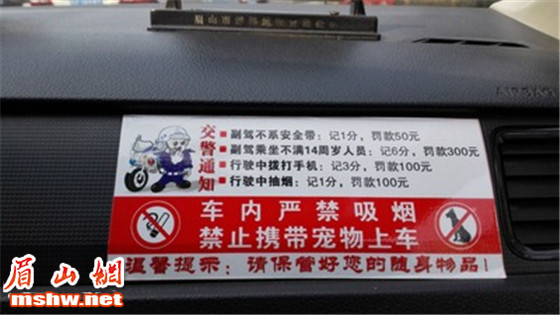 交警通知
副驾不系安全带：记1分，罚款50元
副驾乘坐不满14周岁人员：记6分，罚款300元
行驶中拨打手机：记3分，罚款100元
行驶中抽烟：记1分，罚款100元
车内严禁吸烟
禁止携带宠物上车
温馨提示：请保管好您的随身物品！
AIRBAG
眉山網
mshw.net